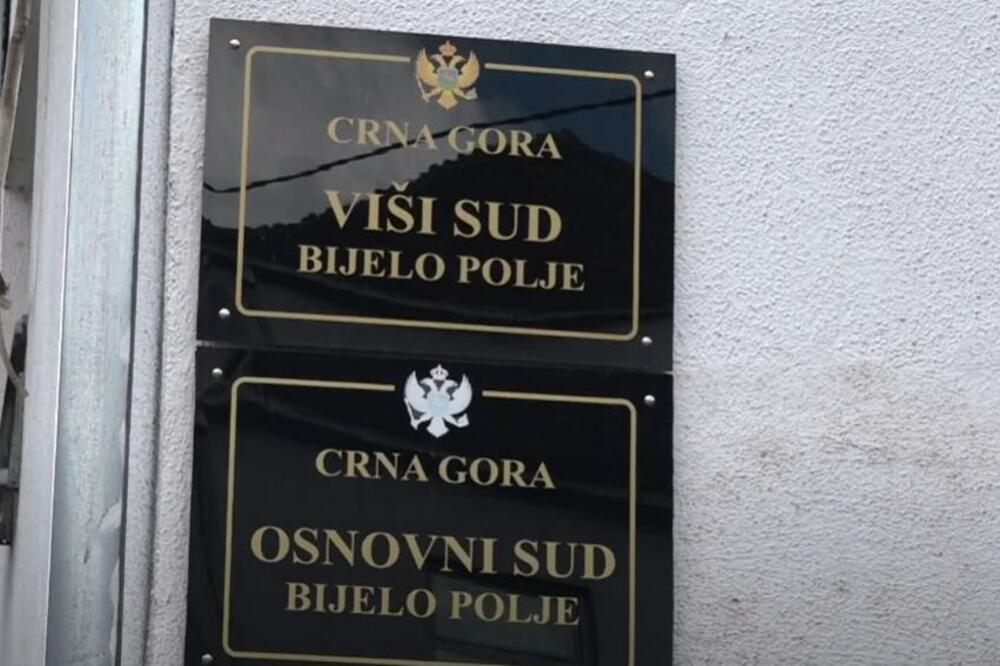 CRNA GORA
VIŠI SUD
BIJELO POLJE
CRNA GORA
OSNOVNI SUD
BIJELO POLJE